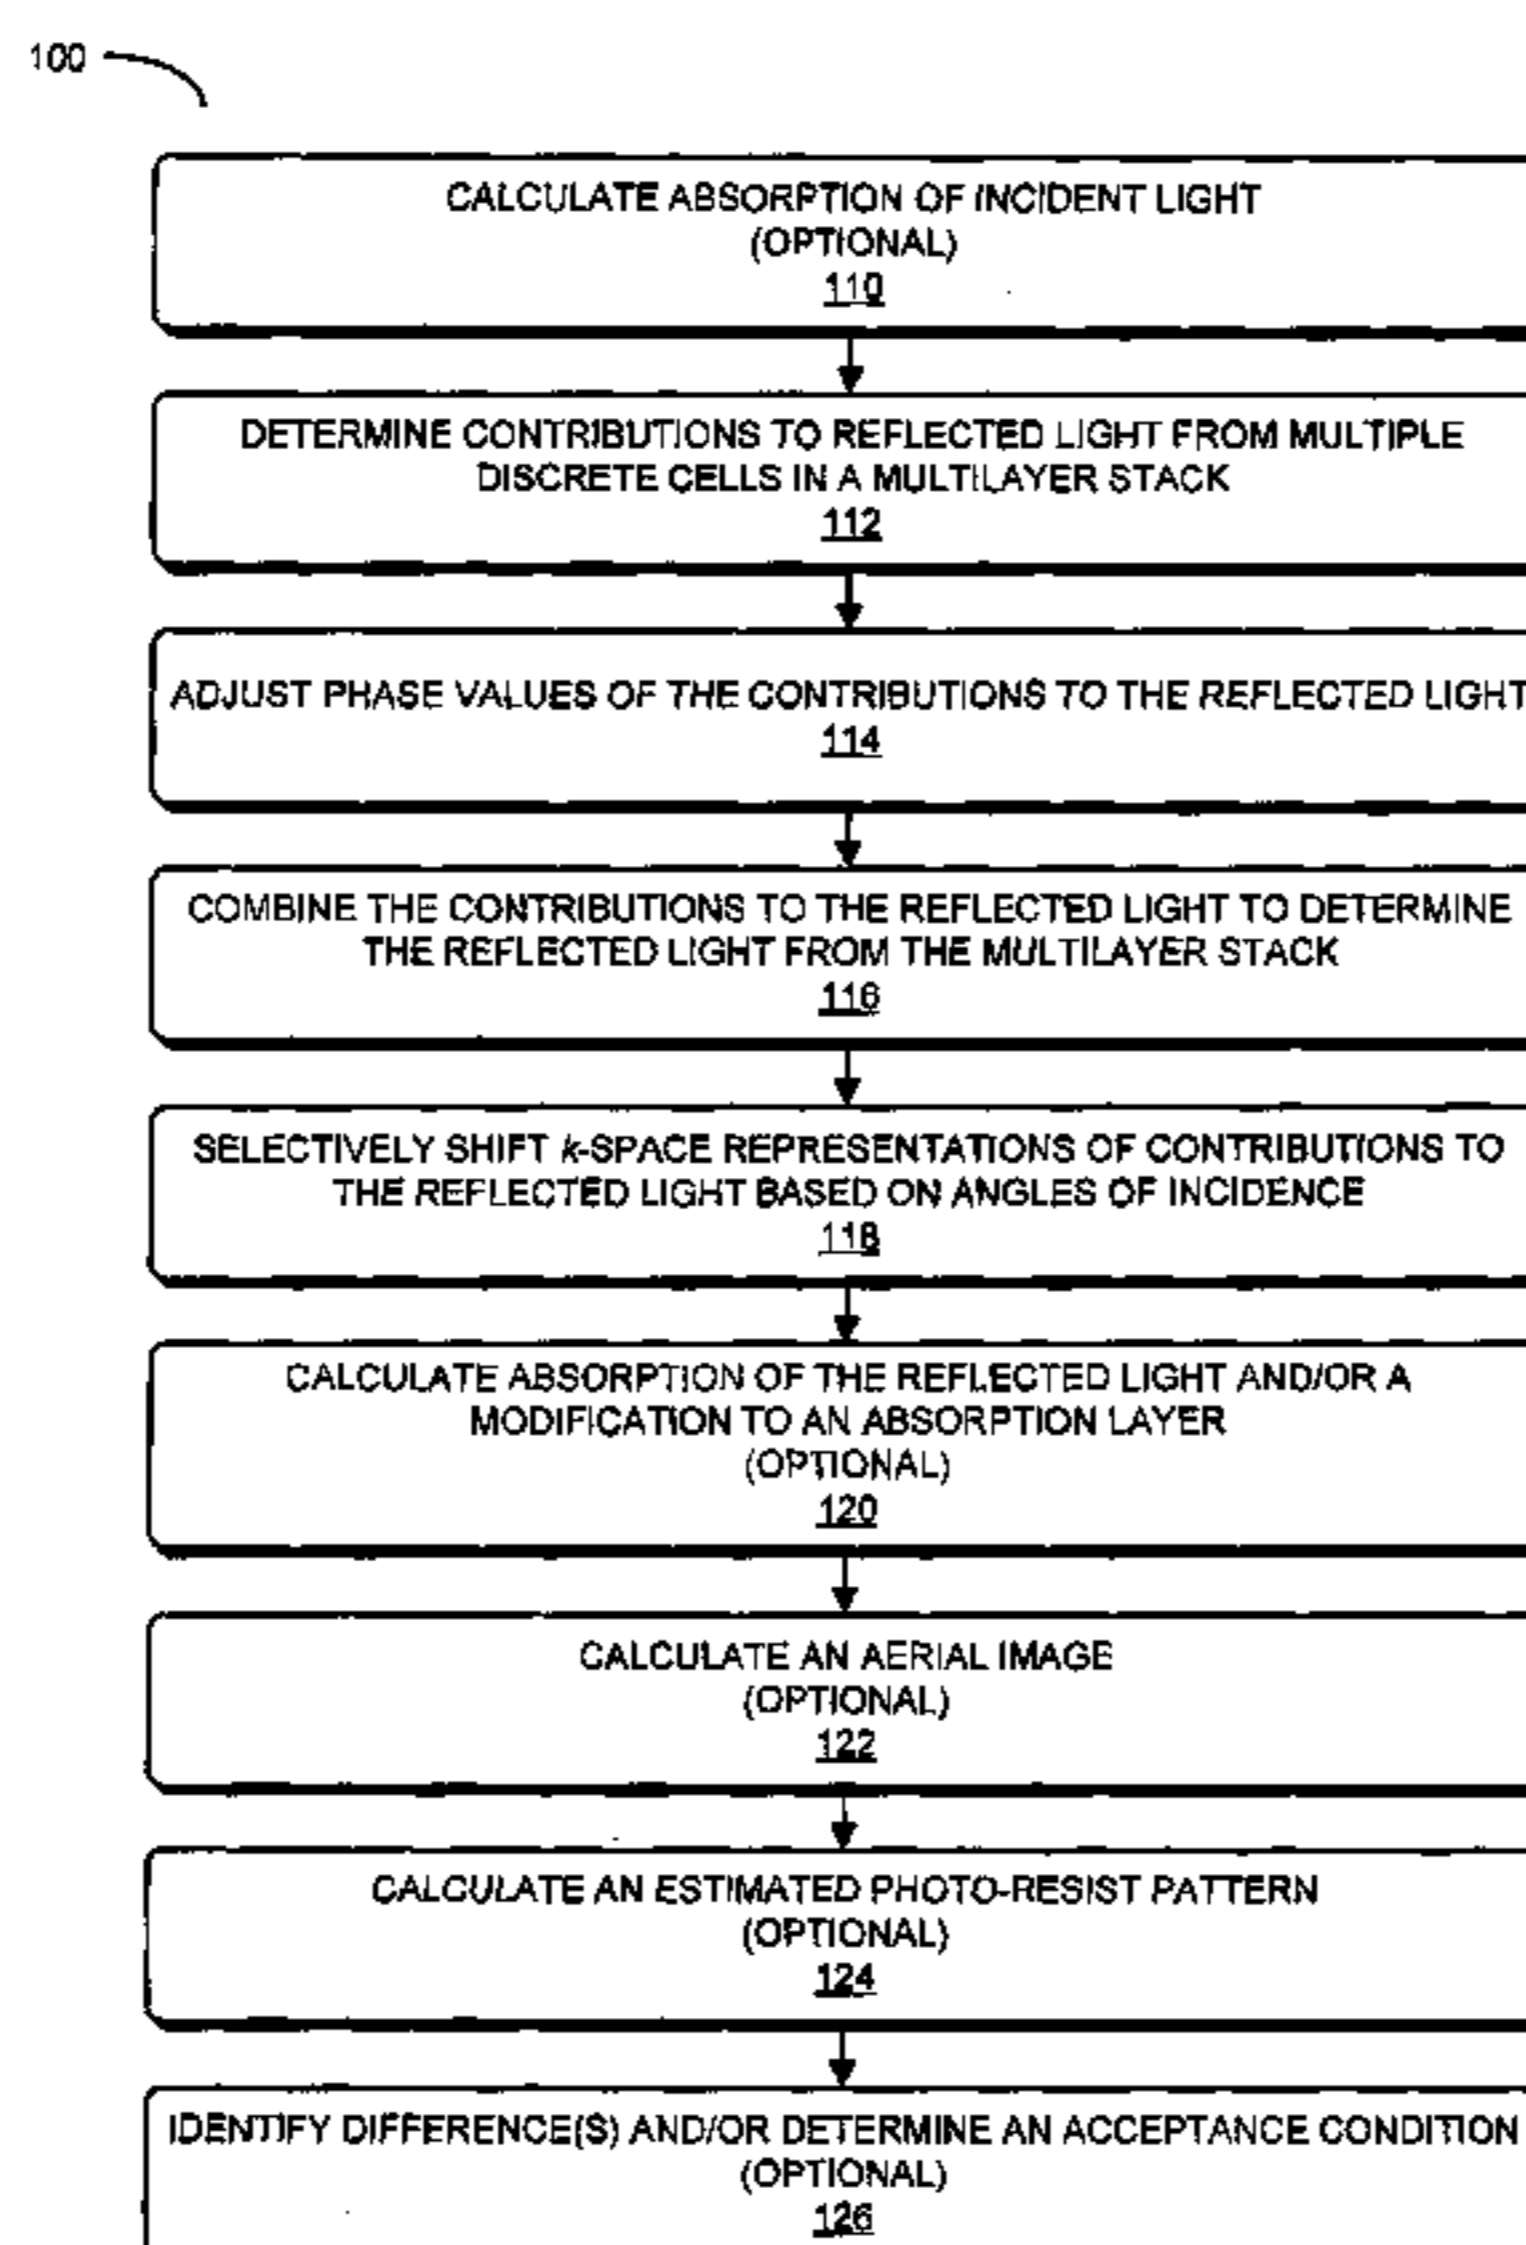 100
CALCULATE ABSORPTION OF INCIDENT LIGHT
(OPTIONAL)
110
DETERMINE CONTRIBUTIONS TO REFLECTED LIGHT FROM MULTIPLE
DISCRETE CELLS IN A MULTILAYER STACK
112
ADJUST PHASE VALUES OF THE CONTRIBUTIONS TO THE REFLECTED LIGHT
114
COMBINE THE CONTRIBUTIONS TO THE REFLECTED LIGHT TO DETERMINE
THE REFLECTED LIGHT FROM THE MULTILAYER STACK
116
SELECTIVELY SHIFT k-SPACE REPRESENTATIONS OF CONTRIBUTIONS TO
THE REFLECTED LIGHT BASED ON ANGLES OF INCIDENCE
118
CALCULATE ABSORPTION OF THE REFLECTED LIGHT AND/OR A
MODIFICATION TO AN ABSORPTION LAYER
(OPTIONAL)
120
CALCULATE AN AERIAL IMAGE
(OPTIONAL)
122
CALCULATE AN ESTIMATED PHOTO-RESIST PATTERN
(OPTIONAL)
124
IDENTIFY DIFFERENCE(S) AND/OR DETERMINE AN ACCEPTANCE CONDITION
(OPTIONAL)
126